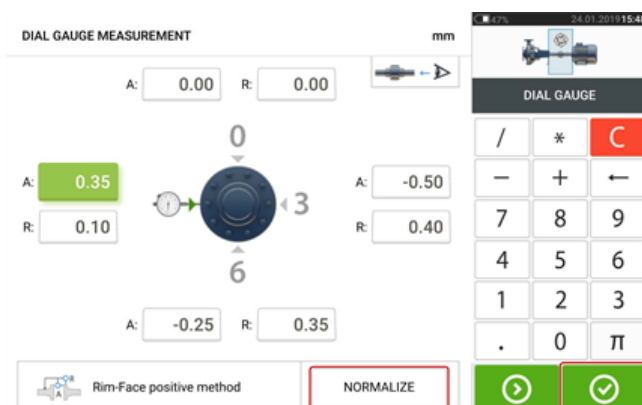 DIAL GAUGE MEASUREMENT mm
A: 0.00 R: 0.00
0
A: 0.35
R: 0.10
3
A: -0.50
R: 0.40
6
A: -0.25 R: 0.35
R
A
Rim-Face positive method
NORMALIZE
47% 24.01.2019 15:4
DIAL GAUGE
/ * C
− + ←
7 8 9
4 5 6
1 2 3
. 0 π